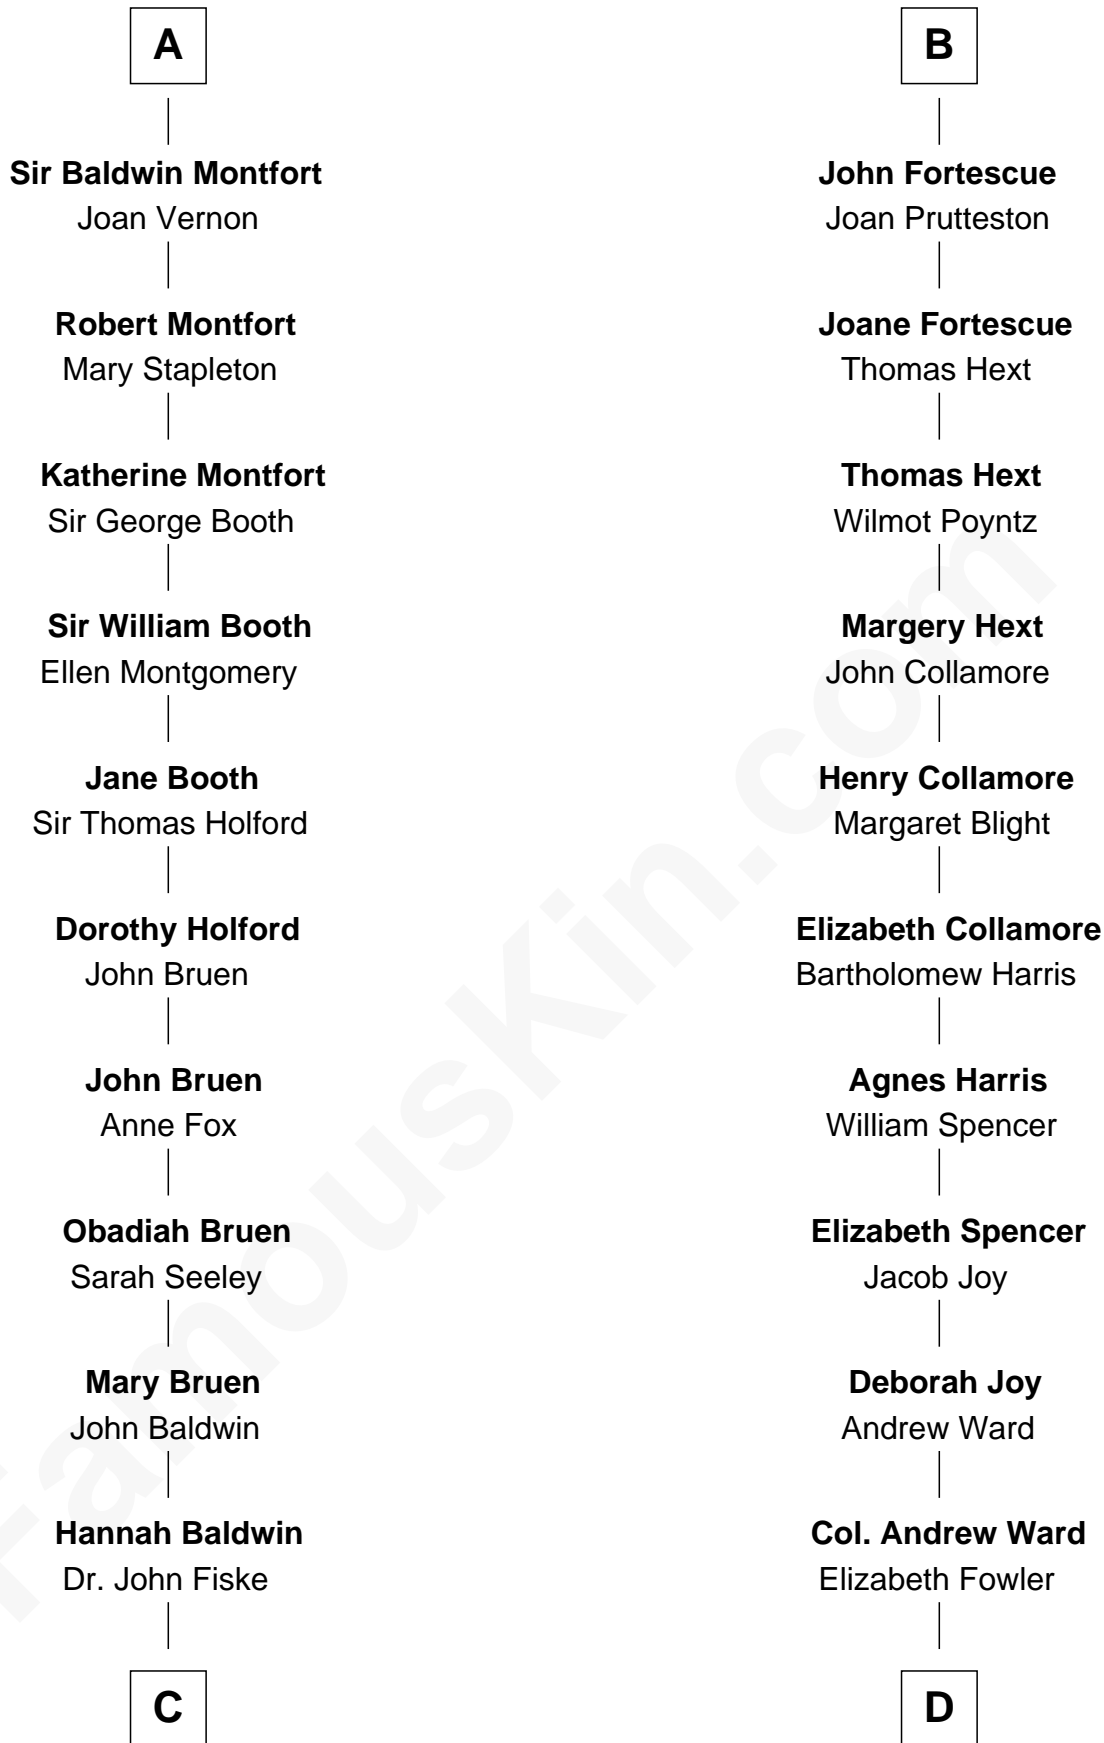 A
Sir Baldwin Montfort
Joan Vernon
Robert Montfort
Mary Stapleton
Katherine Montfort
Sir George Booth
Sir William Booth
Ellen Montgomery
Jane Booth
Sir Thomas Holford
Dorothy Holford
John Bruen
John Bruen
Anne Fox
Obadiah Bruen
Sarah Seeley
Mary Bruen
John Baldwin
Hannah Baldwin
Dr. John Fiske
C
B
John Fortescue
Joan Prutteston
Joane Fortescue
Thomas Hext
Thomas Hext
Wilmot Poyntz
Margery Hext
John Collamore
Henry Collamore
Margaret Blight
Elizabeth Collamore
Bartholomew Harris
Agnes Harris
William Spencer
Elizabeth Spencer
Jacob Joy
Deborah Joy
Andrew Ward
Col. Andrew Ward
Elizabeth Fowler
D
FamousKin.com